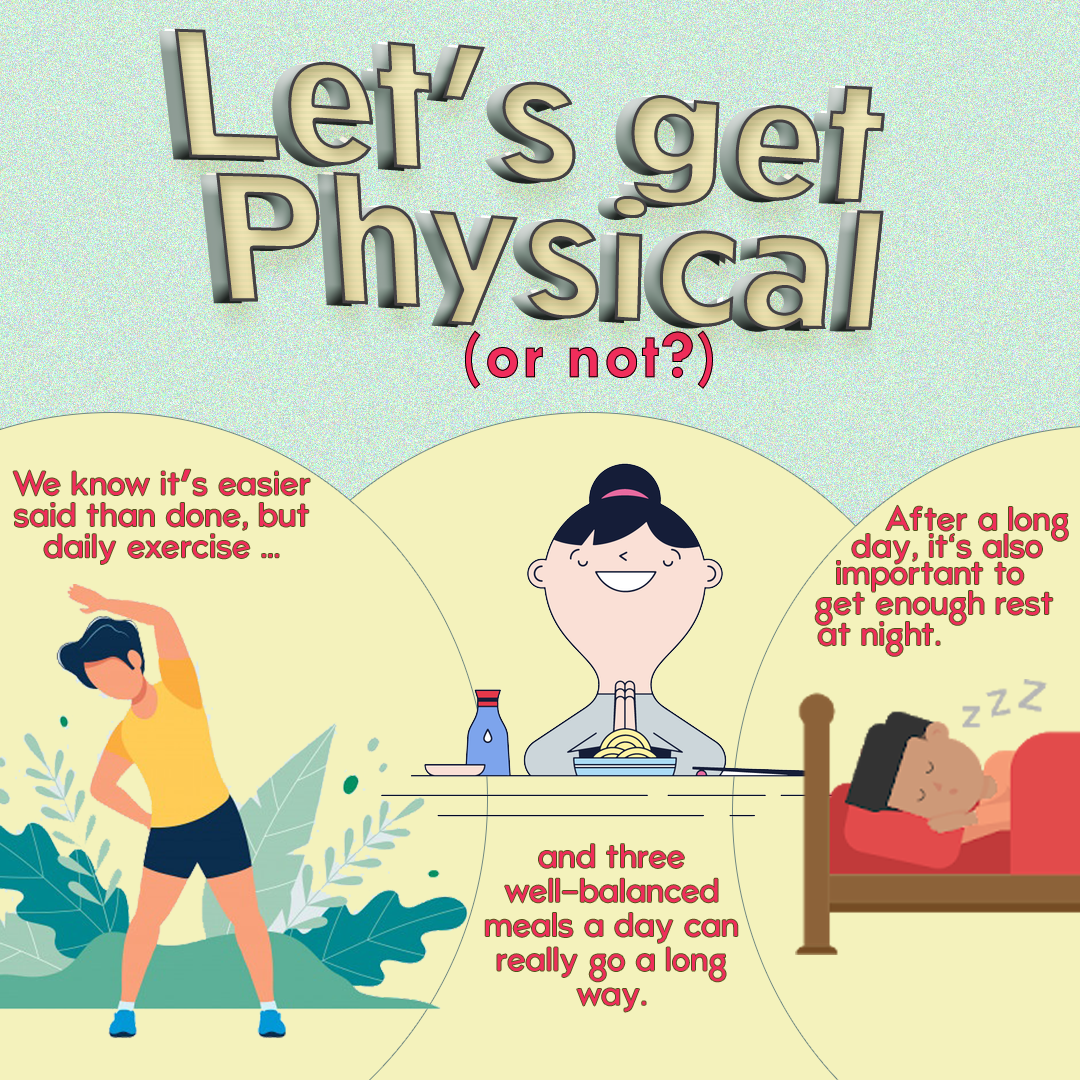 Let's get
Physical
(or not?)
We know it's easier
said than done, but
daily exercise ...
and three
well-balanced
meals a day can
really go a long
way.
After a long
day, it's also
important to
get enough rest
at night.
z z z